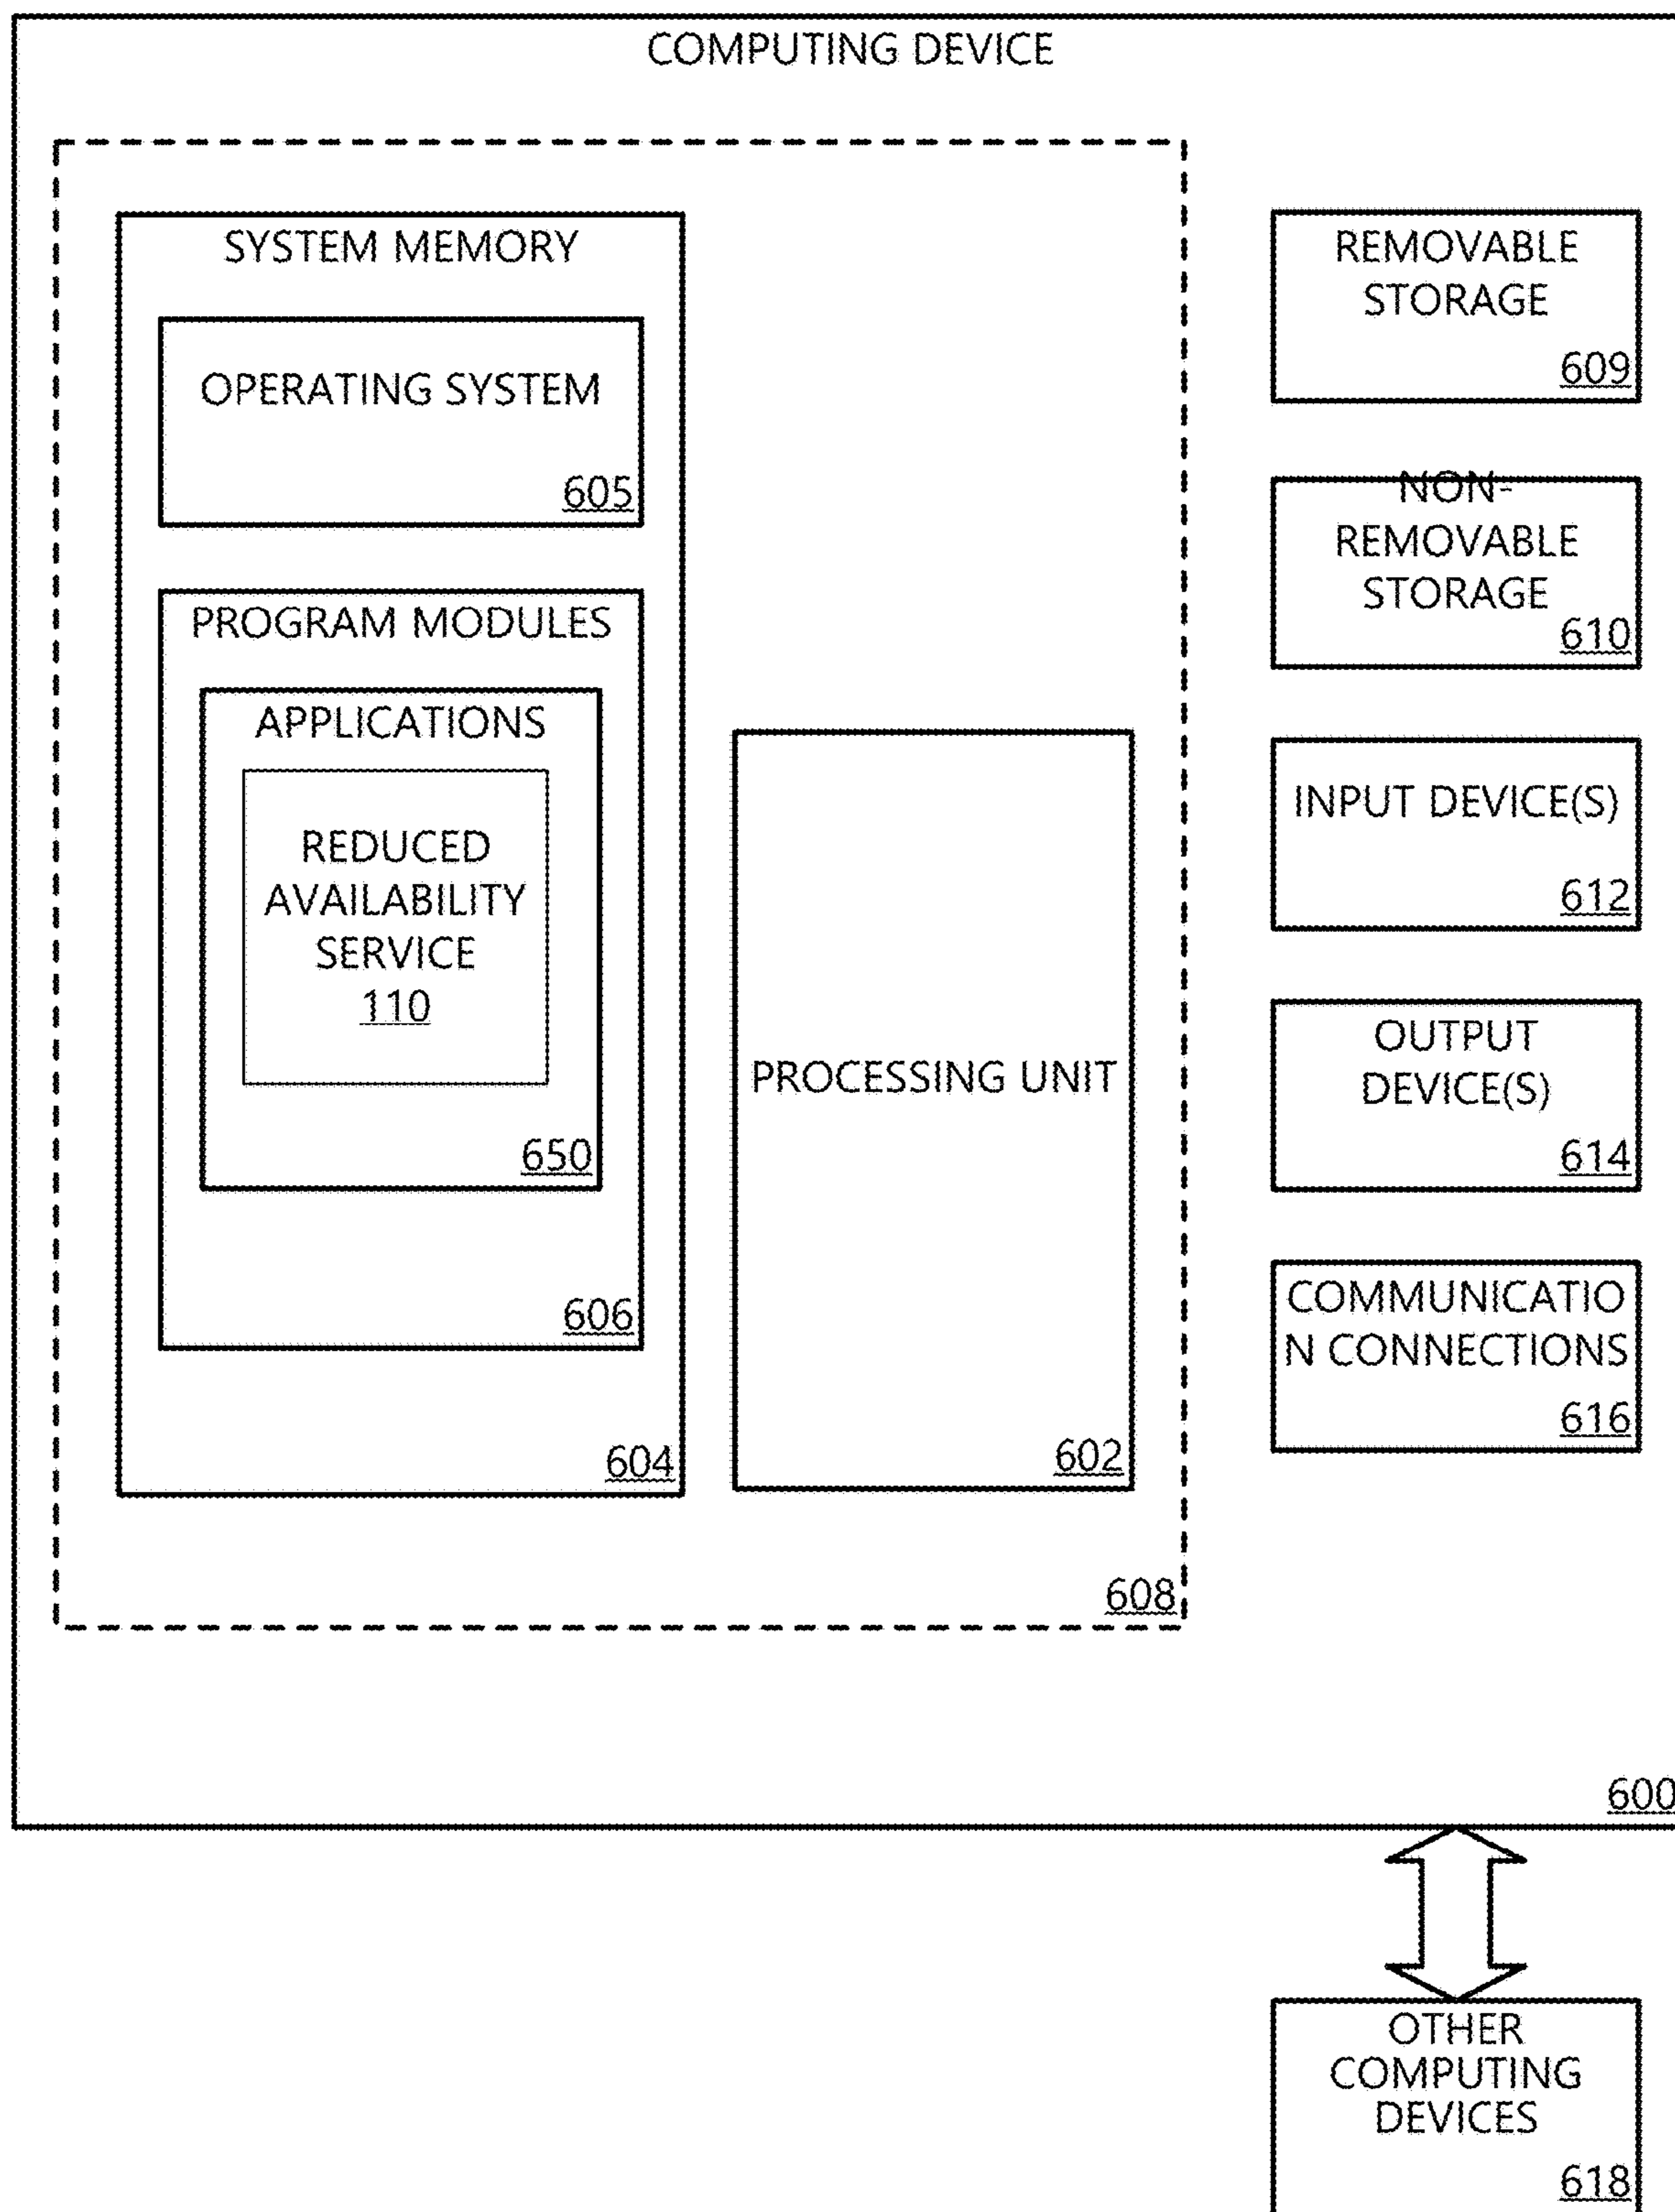 COMPUTING DEVICE
SYSTEM MEMORY
OPERATING SYSTEM
605
PROGRAM MODULES
APPLICATIONS
REDUCED
AVAILABILITY
SERVICE
110
650
606
604
PROCESSING UNIT
602
608
REMOVABLE
STORAGE
609
NON-
REMOVABLE
STORAGE
610
INPUT DEVICE(S)
612
OUTPUT
DEVICE(S)
614
COMMUNICATIO
N CONNECTIONS
616
600
OTHER
COMPUTING
DEVICES
618